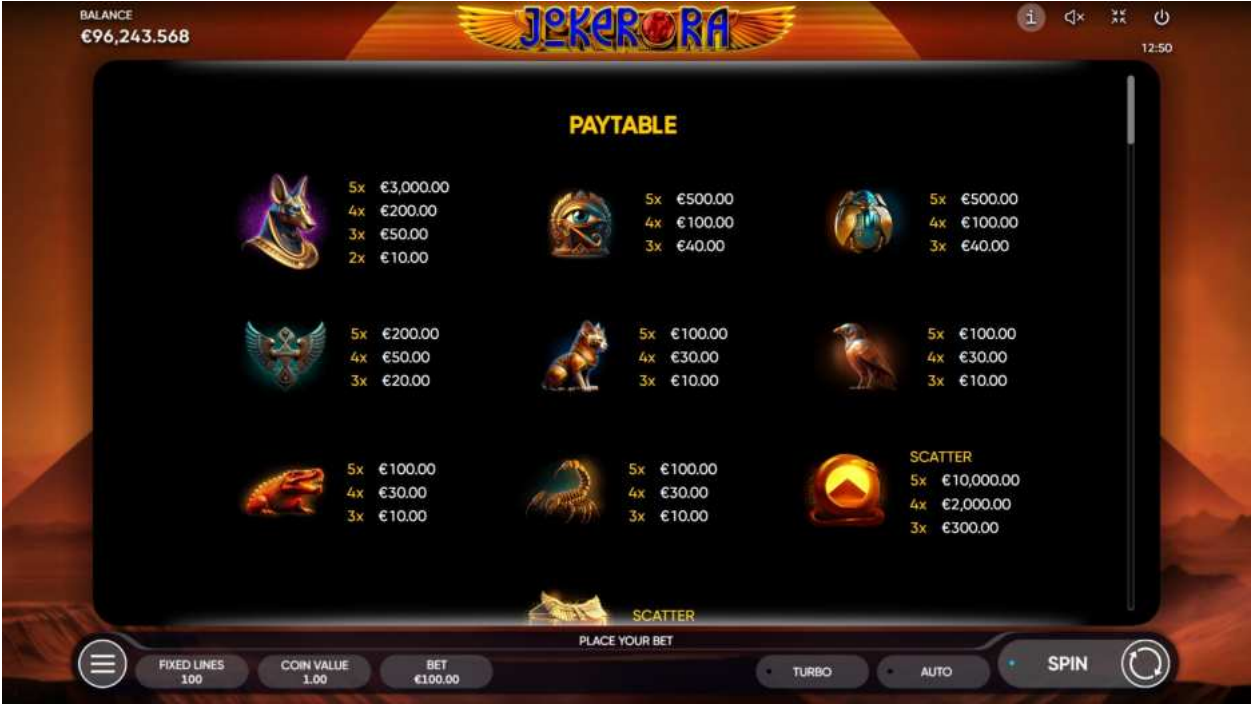 BALANCE
€96,243.568
JOKER RA
12:50
PAYTABLE
5x €3,000.00
4x €200.00
3x €50.00
2x €10.00
5x €500.00
4x €100.00
3x €40.00
5x €500.00
4x €100.00
3x €40.00
5x €200.00
4x €50.00
3x €20.00
5x €100.00
4x €30.00
3x €10.00
5x €100.00
4x €30.00
3x €10.00
5x €100.00
4x €30.00
3x €10.00
5x €100.00
4x €30.00
3x €10.00
SCATTER
5x €10,000.00
4x €2,000.00
3x €300.00
SCATTER
PLACE YOUR BET
FIXED LINES
100
COIN VALUE
1.00
BET
€100.00
TURBO
AUTO
SPIN